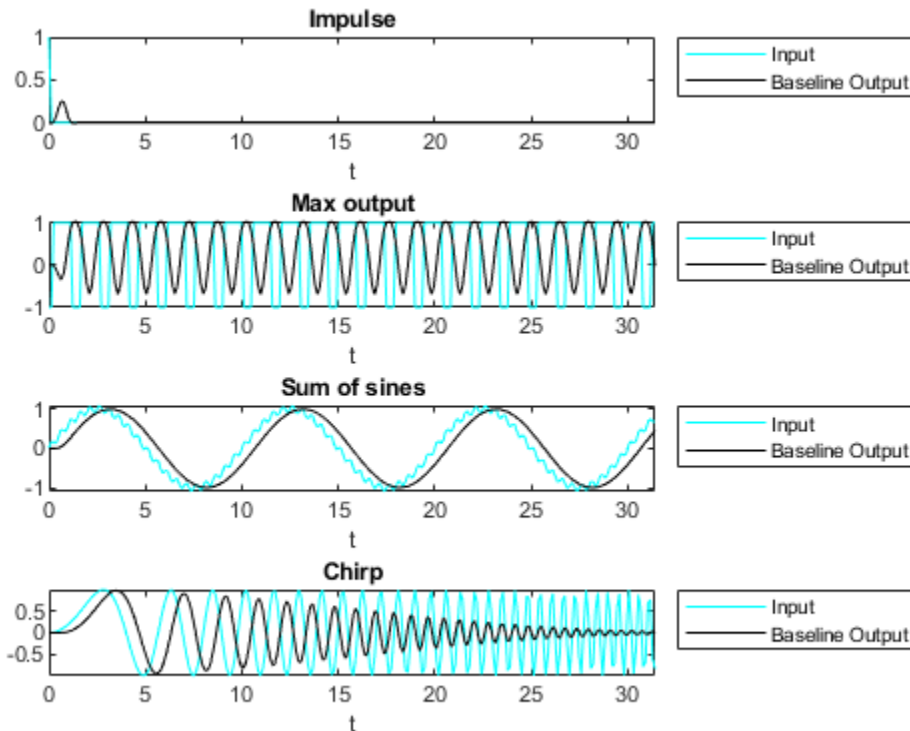 Impulse
1
0.5
0
0 5 10 15 20 25 30
t
Input
Baseline Output
Max output
1
0
-1
0 5 10 15 20 25 30
t
Input
Baseline Output
Sum of sines
1
0
-1
0 5 10 15 20 25 30
t
Input
Baseline Output
Chirp
0.5
0
-0.5
0 5 10 15 20 25 30
t
Input
Baseline Output